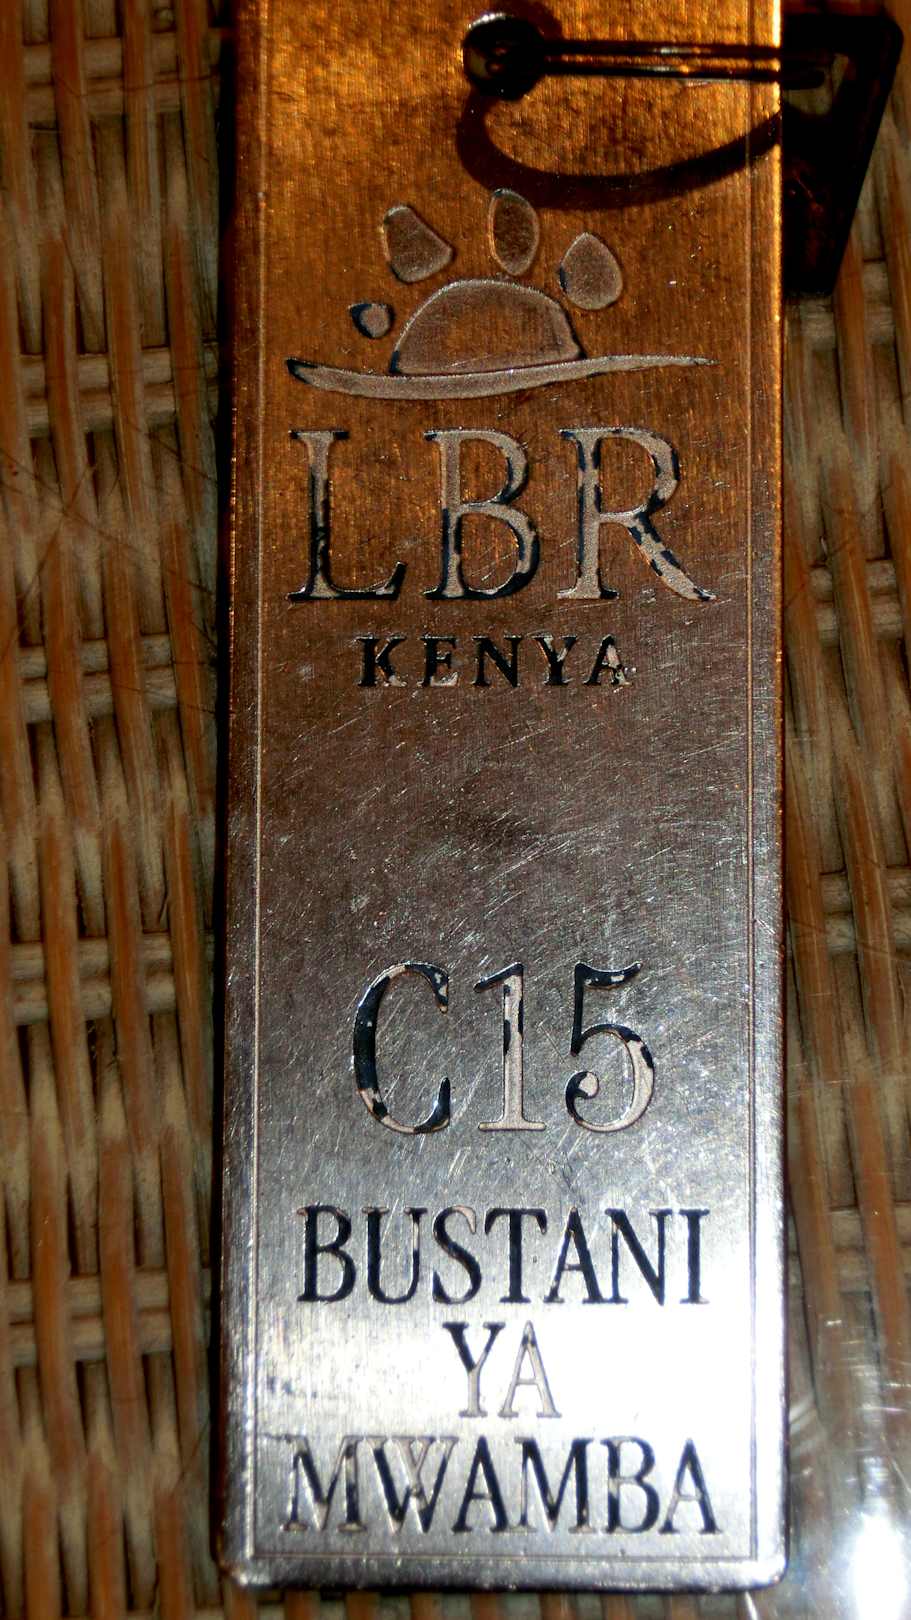 LBR
KENYA
C15
BUSTANI
YA
MWAMBA